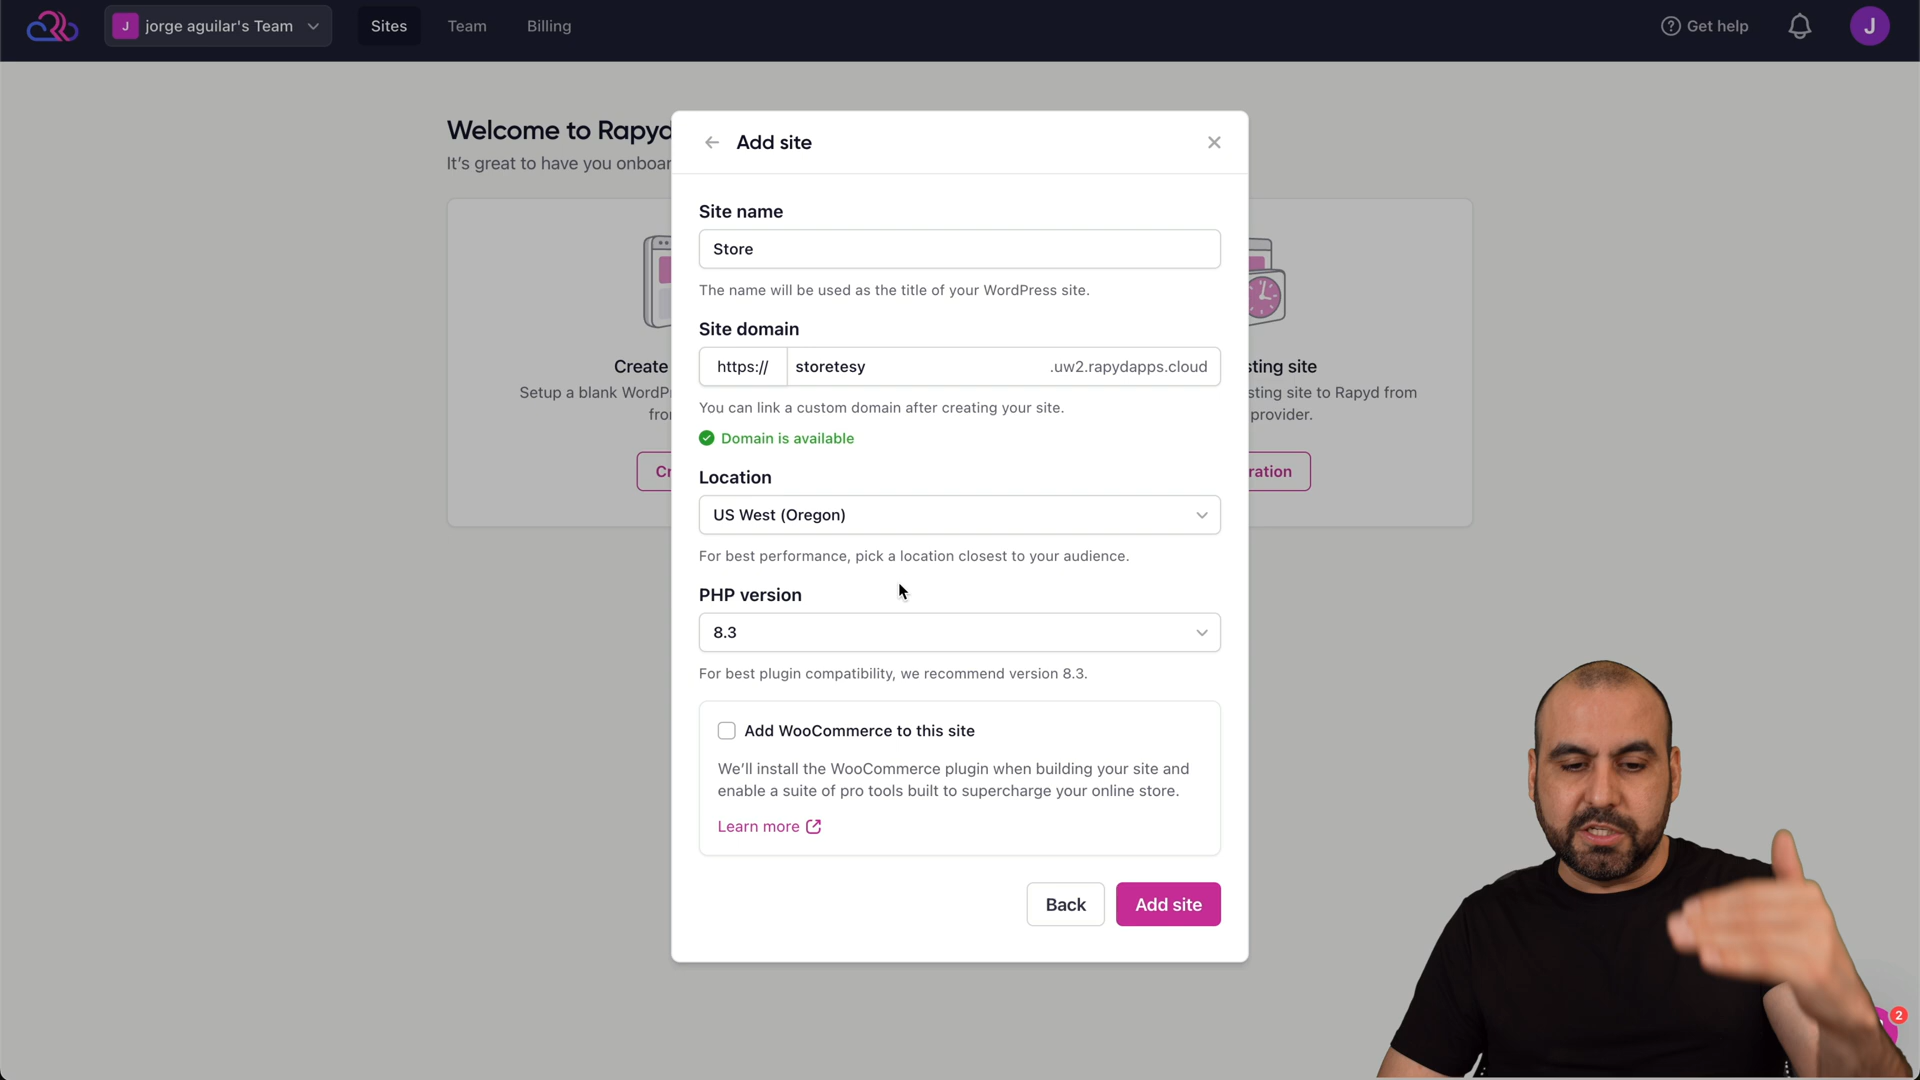 J jorge aguilar's Team Sites Team Billing Get help J
Welcome to Rapyd
It's great to have you onboar
Add site
Site name
Store
The name will be used as the title of your WordPress site.
Site domain
https:// storetesy .uw2.rapydapps.cloud
You can link a custom domain after creating your site.
Domain is available
Location
US West (Oregon)
For best performance, pick a location closest to your audience.
PHP version
8.3
For best plugin compatibility, we recommend version 8.3.
Add WooCommerce to this site
We'll install the WooCommerce plugin when building your site and
enable a suite of pro tools built to supercharge your online store.
Learn more
Back Add site
Create
Setup a blank WordP
fror
Cr
sting site
sting site to Rapyd from
provider.
ration
2